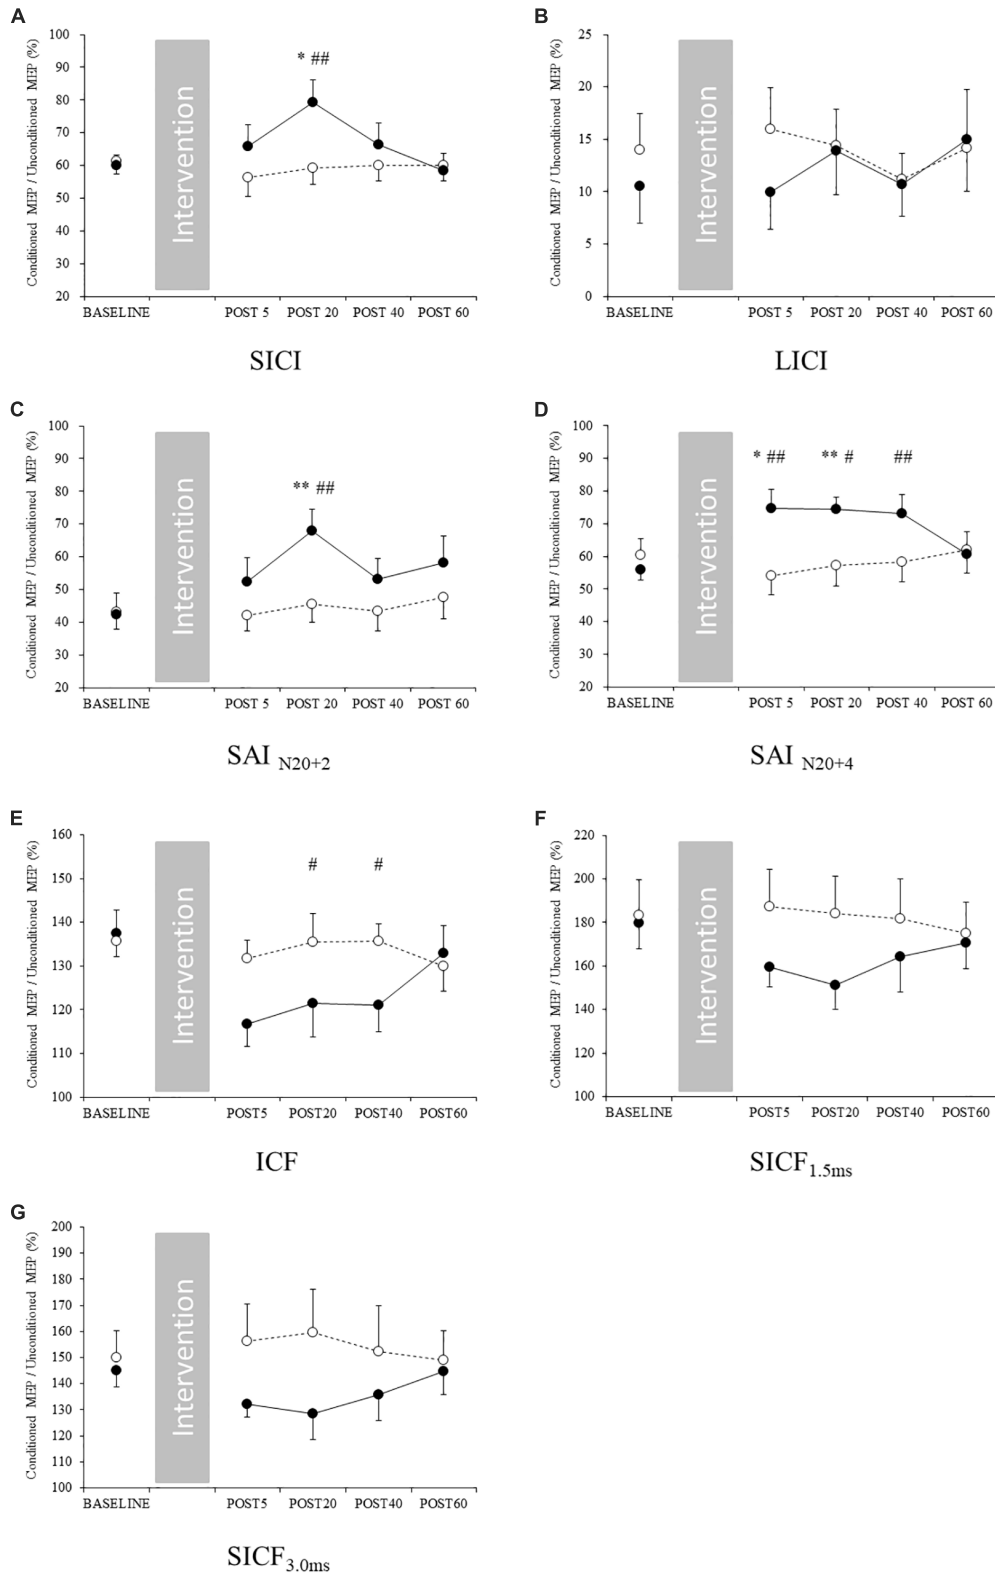 A
Conditioned MEP / Unconditioned MEP (%)
100
90
80
70
60
50
40
30
20
Intervention
* ##
BASELINE POST 5 POST 20 POST 40 POST 60
SICI
B
Conditioned MEP / Unconditioned MEP (%)
25
20
15
10
5
0
Intervention
BASELINE POST 5 POST 20 POST 40 POST 60
LICI
C
Conditioned MEP / Unconditioned MEP (%)
100
90
80
70
60
50
40
30
20
Intervention
** ##
BASELINE POST 5 POST 20 POST 40 POST 60
SAI N20+2
D
Conditioned MEP / Unconditioned MEP (%)
100
90
80
70
60
50
40
30
20
Intervention
* ## ** # ##
BASELINE POST 5 POST 20 POST 40 POST 60
SAI N20+4
E
Conditioned MEP / Unconditioned MEP (%)
160
150
140
130
120
110
100
Intervention
# #
BASELINE POST5 POST20 POST40 POST60
ICF
F
Conditioned MEP / Unconditioned MEP (%)
220
200
180
160
140
120
100
Intervention
BASELINE POST5 POST20 POST40 POST60
SICF1.5ms
G
Conditioned MEP / Unconditioned MEP (%)
200
190
180
170
160
150
140
130
120
110
100
Intervention
BASELINE POST5 POST20 POST40 POST60
SICF3.0ms